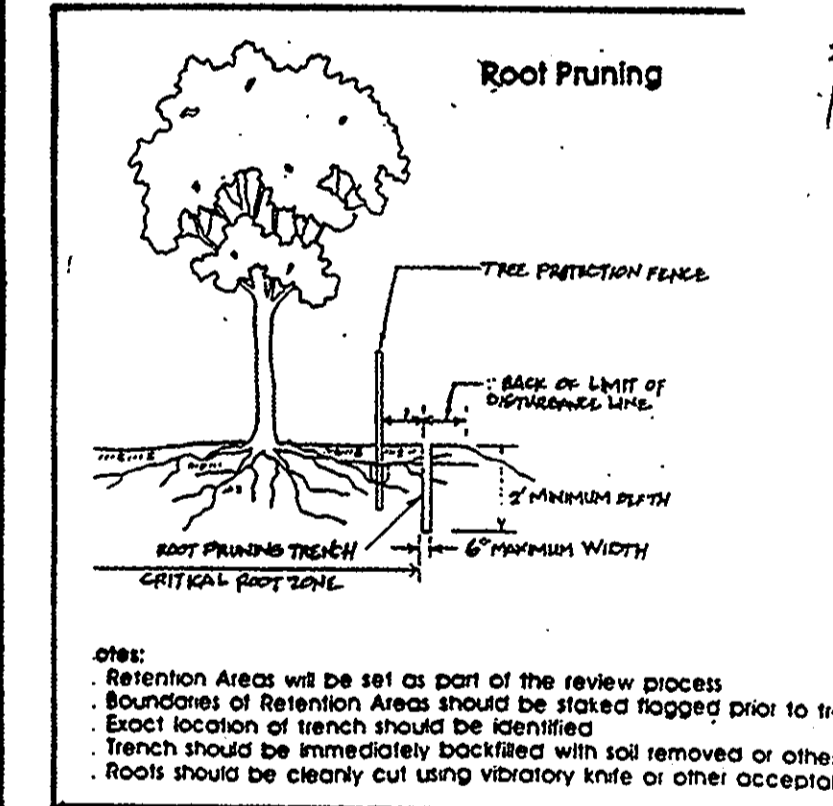 Root Pruning
TREE PROTECTION FENCE
BACK OF LIMIT OF
DISTURBANCE LINE
2' MINIMUM DEPTH
ROOT PRUNING TRENCH
6" MAXIMUM WIDTH
CRITICAL ROOT ZONE
otes:
. Retention Areas will be set as part of the review process
. Boundaries of Retention Areas should be staked flagged prior to tr
. Exact location of trench should be identified
. Trench should be immediately backfilled with soil removed or othe
. Roots should be cleanly cut using vibratory knife or other accepta